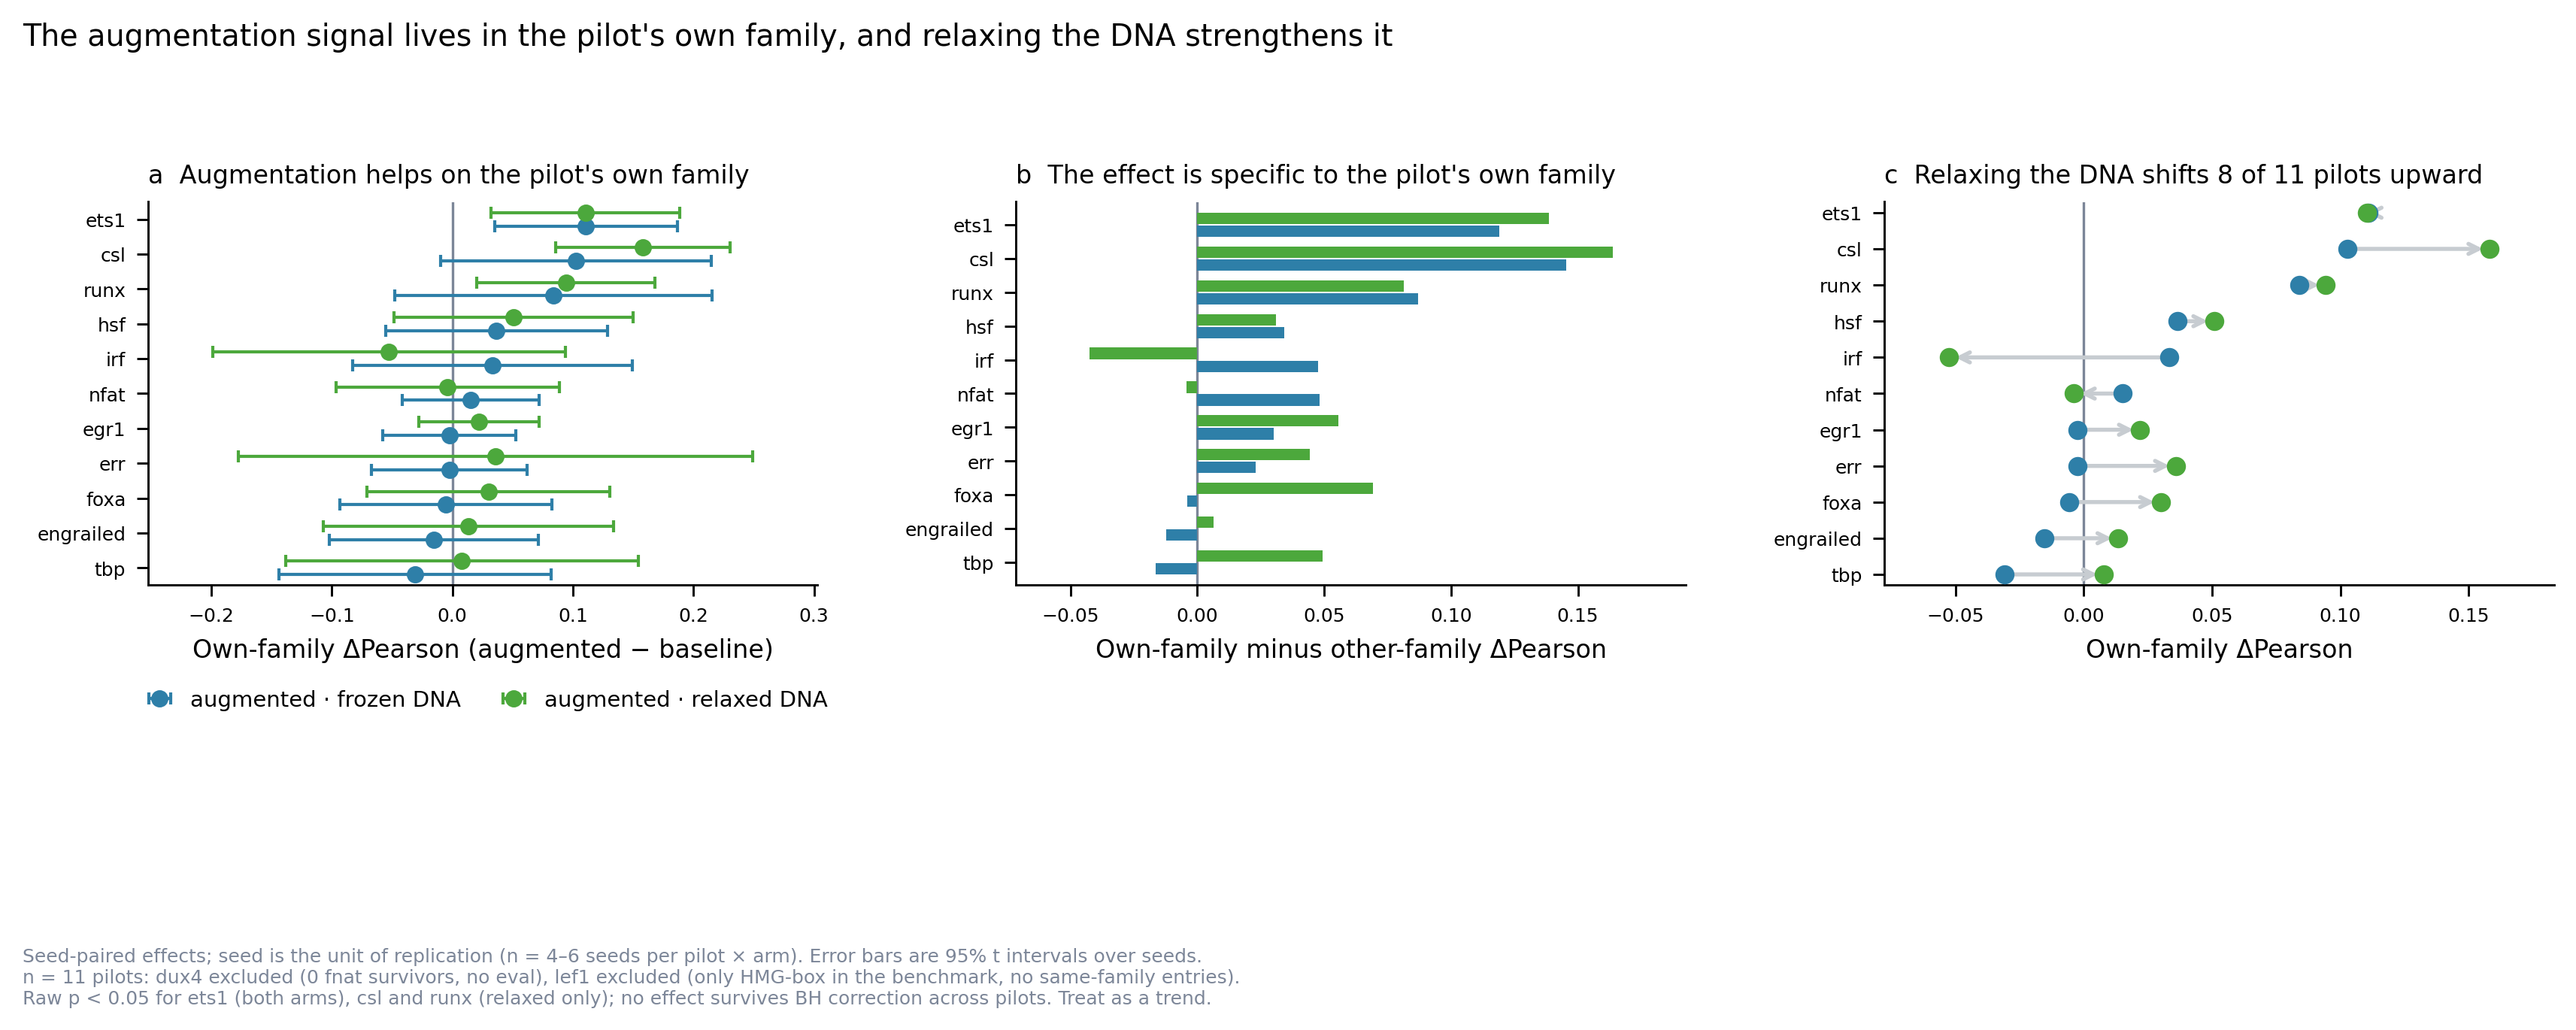 The augmentation signal lives in the pilot's own family, and relaxing the DNA strengthens it
a Augmentation helps on the pilot's own family
ets1
csl
runx
hsf
irf
nfat
egr1
err
foxa
engrailed
tbp
−0.2 −0.1 0.0 0.1 0.2 0.3
Own-family ΔPearson (augmented − baseline)
augmented · frozen DNA
augmented · relaxed DNA
b The effect is specific to the pilot's own family
ets1
csl
runx
hsf
irf
nfat
egr1
err
foxa
engrailed
tbp
−0.05 0.00 0.05 0.10 0.15
Own-family minus other-family ΔPearson
c Relaxing the DNA shifts 8 of 11 pilots upward
ets1
csl
runx
hsf
irf
nfat
egr1
err
foxa
engrailed
tbp
−0.05 0.00 0.05 0.10 0.15
Own-family ΔPearson
Seed-paired effects; seed is the unit of replication (n = 4–6 seeds per pilot × arm). Error bars are 95% t intervals over seeds.
n = 11 pilots: dux4 excluded (0 fnat survivors, no eval), lef1 excluded (only HMG-box in the benchmark, no same-family entries).
Raw p < 0.05 for ets1 (both arms), csl and runx (relaxed only); no effect survives BH correction across pilots. Treat as a trend.